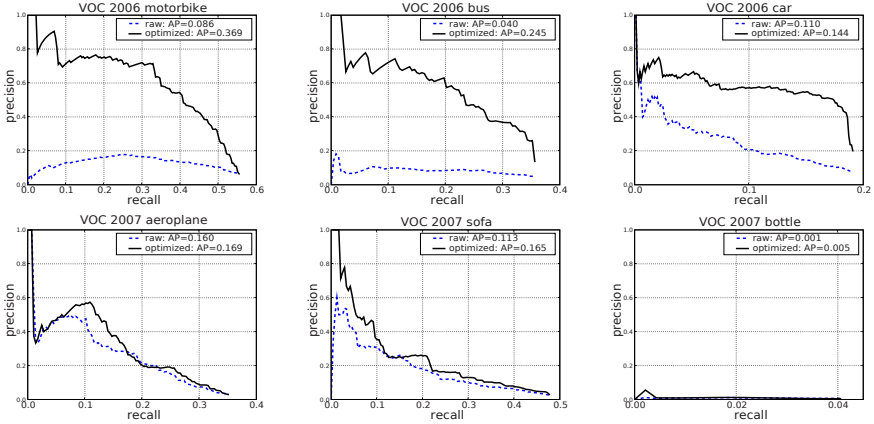 VOC 2006 motorbike
raw: AP=0.086
optimized: AP=0.369
precision
1.0
0.8
0.6
0.4
0.2
0.0
0.0 0.1 0.2 0.3 0.4 0.5 0.6
recall
VOC 2006 bus
raw: AP=0.040
optimized: AP=0.245
precision
1.0
0.8
0.6
0.4
0.2
0.0
0.0 0.1 0.2 0.3 0.4
recall
VOC 2006 car
raw: AP=0.110
optimized: AP=0.144
precision
1.0
0.8
0.6
0.4
0.2
0.0
0.0 0.1 0.2
recall
VOC 2007 aeroplane
raw: AP=0.160
optimized: AP=0.169
precision
1.0
0.8
0.6
0.4
0.2
0.0
0.0 0.1 0.2 0.3 0.4
recall
VOC 2007 sofa
raw: AP=0.113
optimized: AP=0.165
precision
1.0
0.8
0.6
0.4
0.2
0.0
0.0 0.1 0.2 0.3 0.4 0.5
recall
VOC 2007 bottle
raw: AP=0.001
optimized: AP=0.005
precision
1.0
0.8
0.6
0.4
0.2
0.0
0.00 0.02 0.04
recall